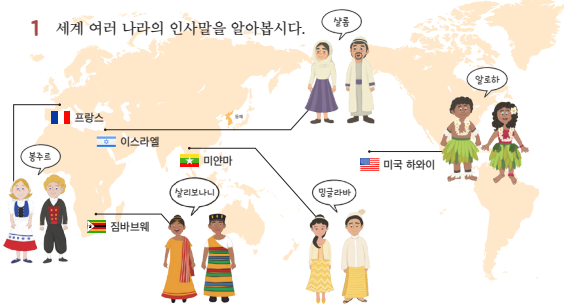 1 세계 여러 나라의 인사말을 알아봅시다.
샬롬
알로하
프랑스
이스라엘
미얀마
미국 하와이
봉주르
살리보나니
밍글라바
짐바브웨